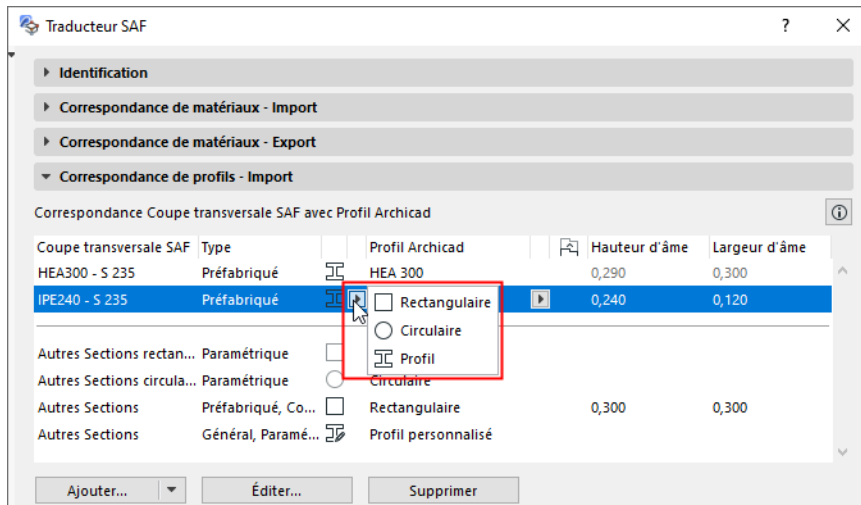 Traducteur SAF ?
Identification
Correspondance de matériaux - Import
Correspondance de matériaux - Export
Correspondance de profils - Import
Correspondance Coupe transversale SAF avec Profil Archicad
Coupe transversale SAF Type Profil Archicad Hauteur d'âme Largeur d'âme
HEA300 - S 235 Préfabriqué HEA 300 0,290 0,300
IPE240 - S 235 Préfabriqué 0,240 0,120
Rectangulaire
Circulaire
Profil
Autres Sections rectan... Paramétrique
Autres Sections circula... Paramétrique Circulaire
Autres Sections Préfabriqué, Co... Rectangulaire 0,300 0,300
Autres Sections Général, Paramé... Profil personnalisé
Ajouter... Éditer... Supprimer